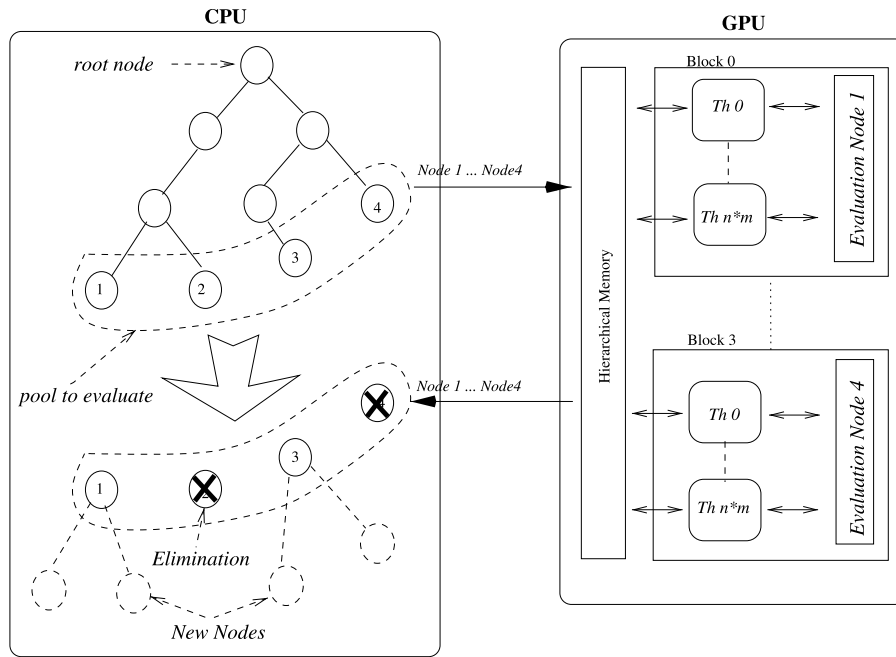 CPU
root node
4
3
1
2
pool to evaluate
3
1
Elimination
New Nodes
Node 1 ... Node4
Node 1 ... Node4
GPU
Hierarchical Memory
Block 0
Th 0
Th n*m
Evaluation Node 1
Block 3
Th 0
Th n*m
Evaluation Node 4